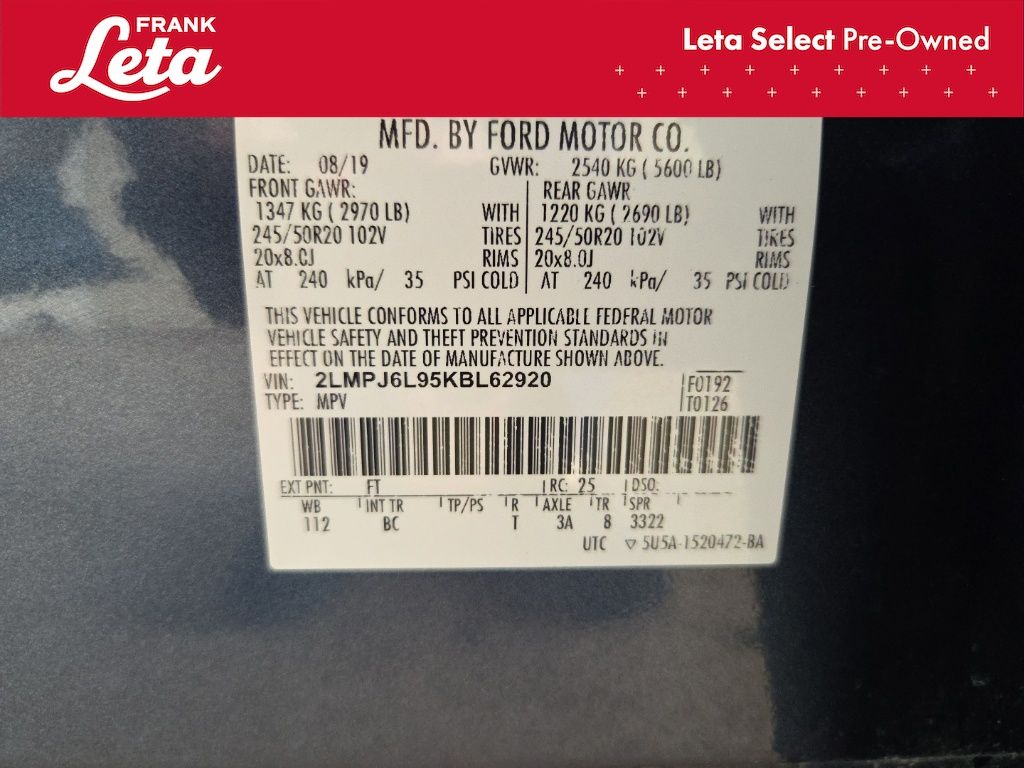 FRANK
Leta
Leta Select Pre-Owned
MFD. BY FORD MOTOR CO.
DATE: 08/19 GVWR: 2540 KG ( 5600 LB)
FRONT GAWR: REAR GAWR
1347 KG ( 2970 LB) WITH 1220 KG ( 2690 LB) WITH
245/50R20 102V TIRES 245/50R20 102V TIRES
20x8.0J RIMS 20x8.0J RIMS
AT 240 kPa/ 35 PSI COLD AT 240 kPa/ 35 PSI COLD
THIS VEHICLE CONFORMS TO ALL APPLICABLE FEDERAL MOTOR
VEHICLE SAFETY AND THEFT PREVENTION STANDARDS IN
EFFECT ON THE DATE OF MANUFACTURE SHOWN ABOVE.
VIN: 2LMPJ6L95KBL62920 F0192
TYPE: MPV T0126
EXT PNT: FT RC: 25 DSO:
WB INT TR TP/PS R AXLE TR SPR
112 BC T 3A 8 3322
UTC ▽ 5U5A-1520472-BA